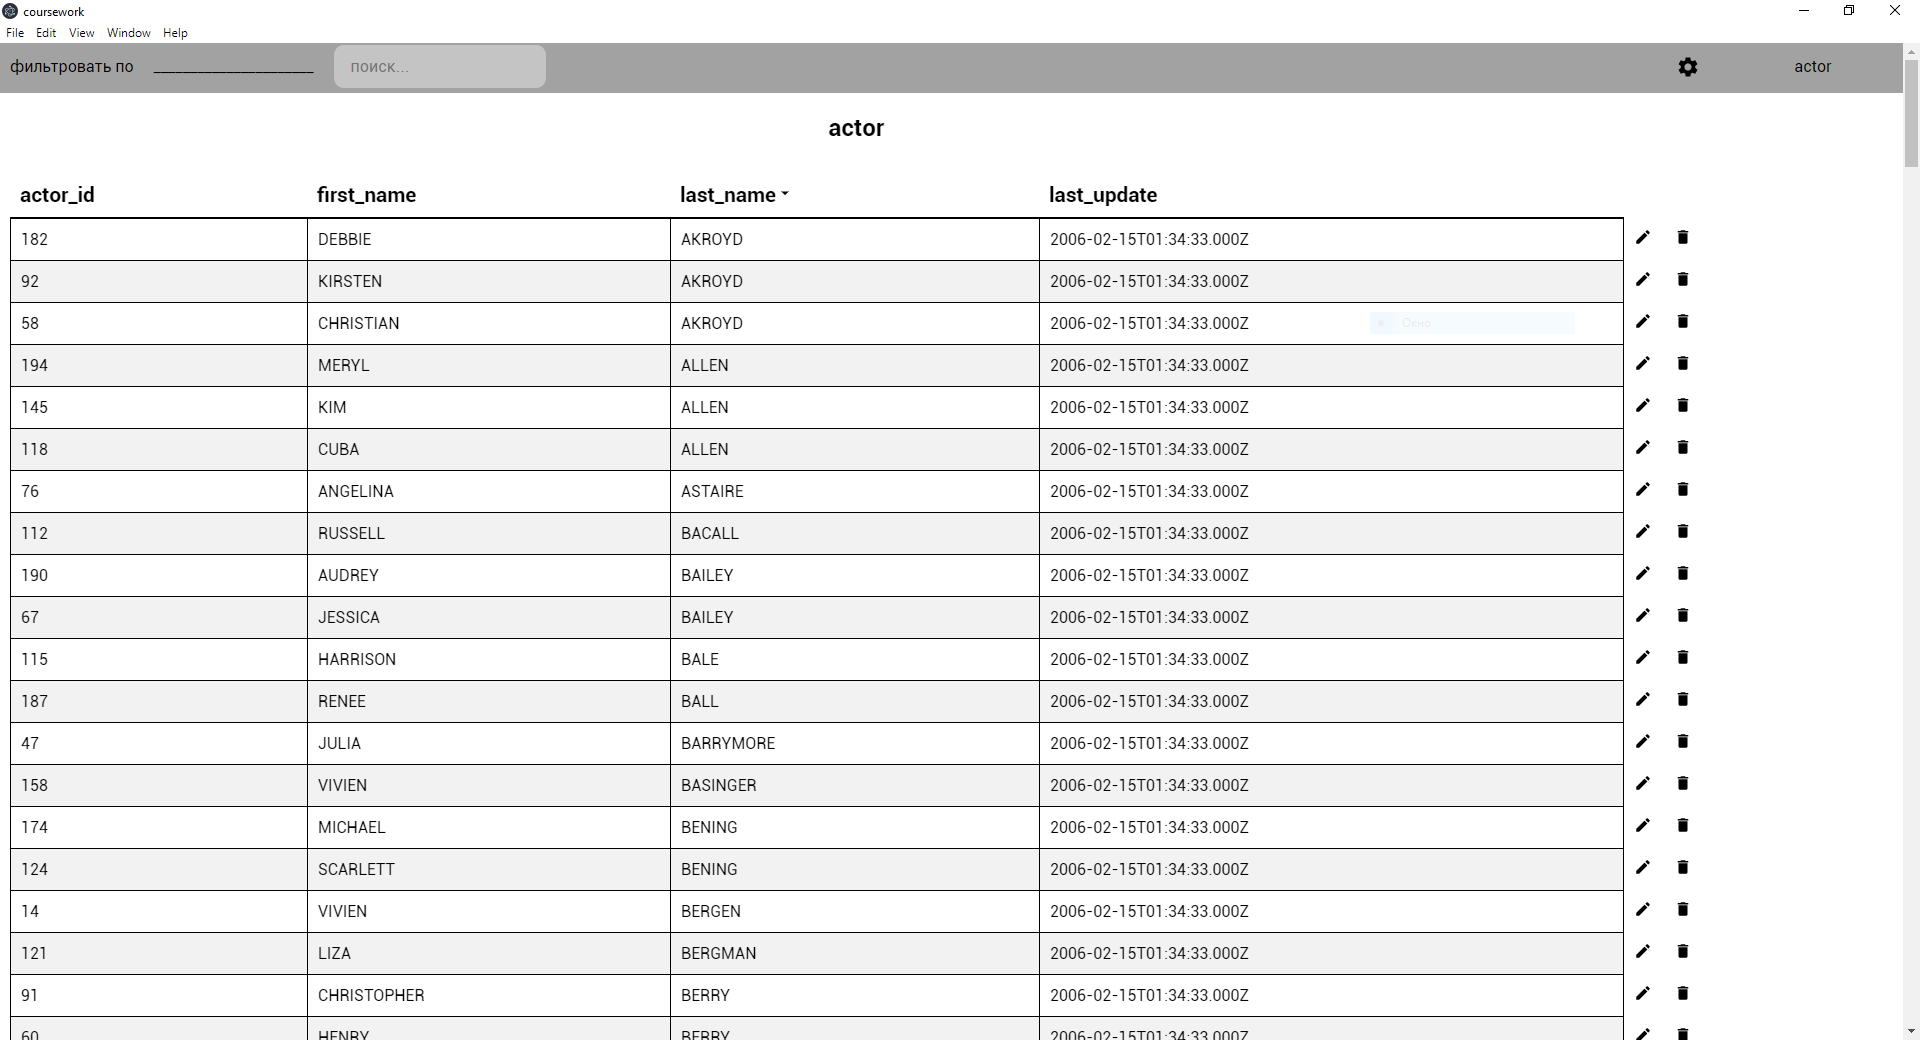 coursework
File Edit View Window Help
фильтровать по ____________________ поиск... actor
actor
actor_id first_name last_name last_update
182 DEBBIE AKROYD 2006-02-15T01:34:33.000Z
92 KIRSTEN AKROYD 2006-02-15T01:34:33.000Z
58 CHRISTIAN AKROYD 2006-02-15T01:34:33.000Z Окно
194 MERYL ALLEN 2006-02-15T01:34:33.000Z
145 KIM ALLEN 2006-02-15T01:34:33.000Z
118 CUBA ALLEN 2006-02-15T01:34:33.000Z
76 ANGELINA ASTAIRE 2006-02-15T01:34:33.000Z
112 RUSSELL BACALL 2006-02-15T01:34:33.000Z
190 AUDREY BAILEY 2006-02-15T01:34:33.000Z
67 JESSICA BAILEY 2006-02-15T01:34:33.000Z
115 HARRISON BALE 2006-02-15T01:34:33.000Z
187 RENEE BALL 2006-02-15T01:34:33.000Z
47 JULIA BARRYMORE 2006-02-15T01:34:33.000Z
158 VIVIEN BASINGER 2006-02-15T01:34:33.000Z
174 MICHAEL BENING 2006-02-15T01:34:33.000Z
124 SCARLETT BENING 2006-02-15T01:34:33.000Z
14 VIVIEN BERGEN 2006-02-15T01:34:33.000Z
121 LIZA BERGMAN 2006-02-15T01:34:33.000Z
91 CHRISTOPHER BERRY 2006-02-15T01:34:33.000Z
60 HENRY BERRY 2006-02-15T01:34:33.000Z